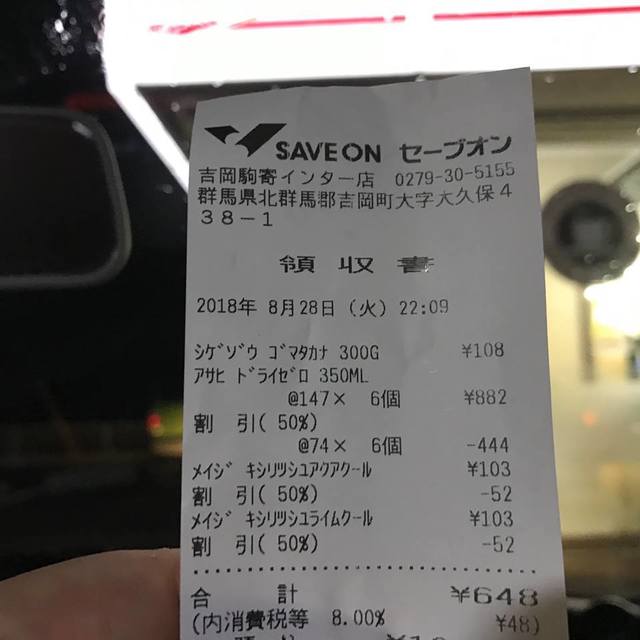 SAVE ON セーブオン
吉岡駒寄インター店 0279-30-5155
群馬県北群馬郡吉岡町大字大久保4
38-1
領収書
2018年 8月28日(火) 22:09
ｼｹﾞｿﾞｳ ｺﾞﾏﾀｶﾅ 300G ¥108
ｱｻﾋ ﾄﾞﾗｲｾﾞﾛ 350ML
@147× 6個 ¥882
割 引( 50%)
@74× 6個 -444
ﾒｲｼﾞ ｷｼﾘﾂｼﾕｱｸｱｸｰﾙ ¥103
割 引( 50%) -52
ﾒｲｼﾞ ｷｼﾘﾂｼﾕﾗｲﾑｸｰﾙ ¥103
割 引( 50%) -52
合 計 ¥648
(内消費税等 8.00% ¥48)